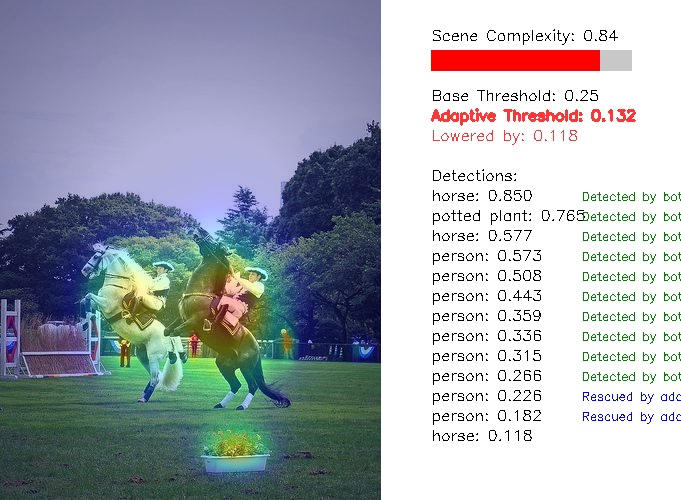 Scene Complexity: 0.84
Base Threshold: 0.25
Adaptive Threshold: 0.132
Lowered by: 0.118
Detections:
horse: 0.850 Detected by bot
potted plant: 0.765 Detected by bot
horse: 0.577 Detected by bot
person: 0.573 Detected by bot
person: 0.508 Detected by bot
person: 0.443 Detected by bot
person: 0.359 Detected by bot
person: 0.336 Detected by bot
person: 0.315 Detected by bot
person: 0.266 Detected by bot
person: 0.226 Rescued by ada
person: 0.182 Rescued by ada
horse: 0.118